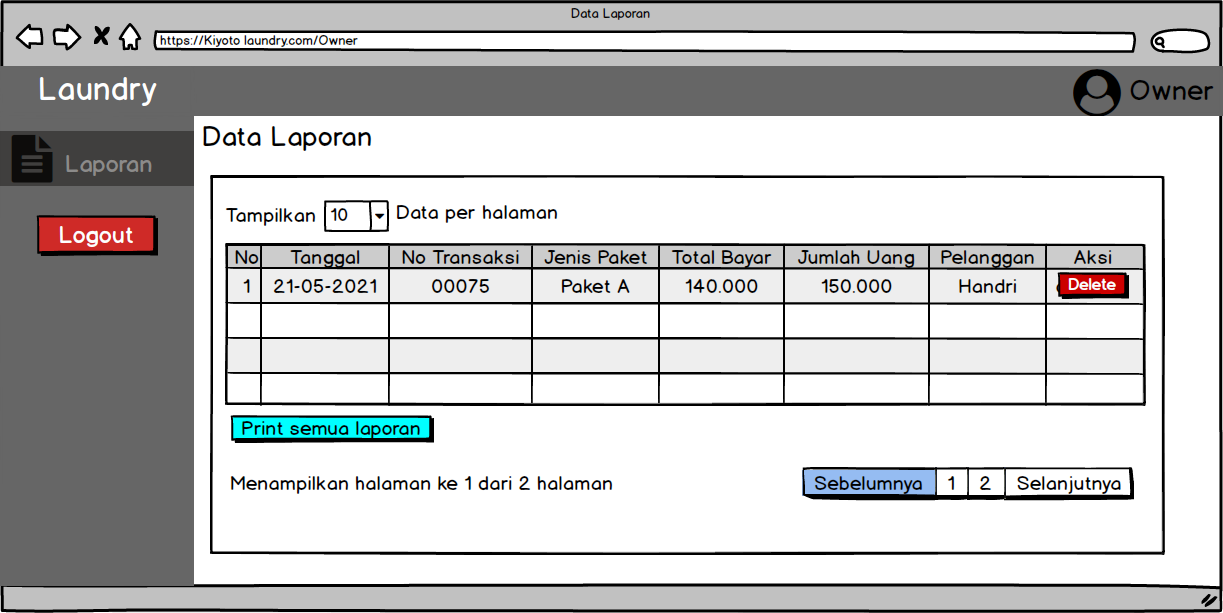 Data Laporan
https://Kiyoto laundry.com/Owner
Laundry
Owner
Laporan
Logout
Data Laporan
Tampilkan 10 Data per halaman
No Tanggal No Transaksi Jenis Paket Total Bayar Jumlah Uang Pelanggan Aksi
1 21-05-2021 00075 Paket A 140.000 150.000 Handri Delete
Print semua laporan
Menampilkan halaman ke 1 dari 2 halaman
Sebelumnya 1 2 Selanjutnya